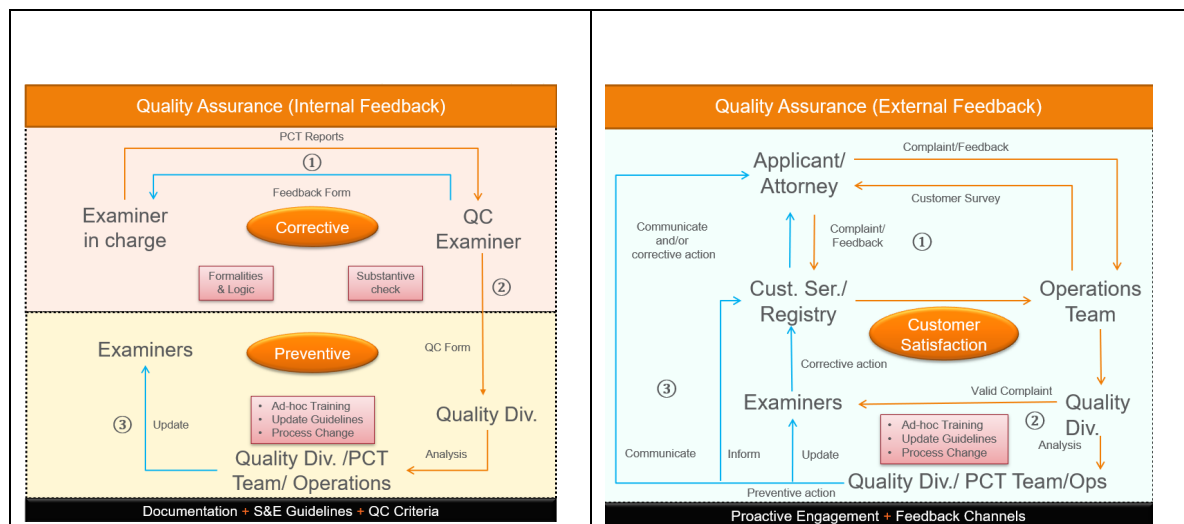 Quality Assurance (Internal Feedback)
PCT Reports
①
Feedback Form
Examiner
in charge
Corrective
QC
Examiner
Formalities
& Logic
Substantive
check
②
Examiners
Preventive
QC Form
• Ad-hoc Training
• Update Guidelines
• Process Change
③
Update
Quality Div.
Quality Div. /PCT
Team/ Operations
Analysis
Documentation + S&E Guidelines + QC Criteria
Quality Assurance (External Feedback)
Applicant/
Attorney
Complaint/Feedback
Customer Survey
Communicate
and/or
corrective action
Complaint/
Feedback
①
Cust. Ser./
Registry
Operations
Team
Customer
Satisfaction
Corrective action
③
Examiners
Valid Complaint
Quality
Div.
②
• Ad-hoc Training
• Update Guidelines
• Process Change
Analysis
Communicate
Inform
Update
Quality Div./ PCT Team/Ops
Preventive action
Proactive Engagement + Feedback Channels